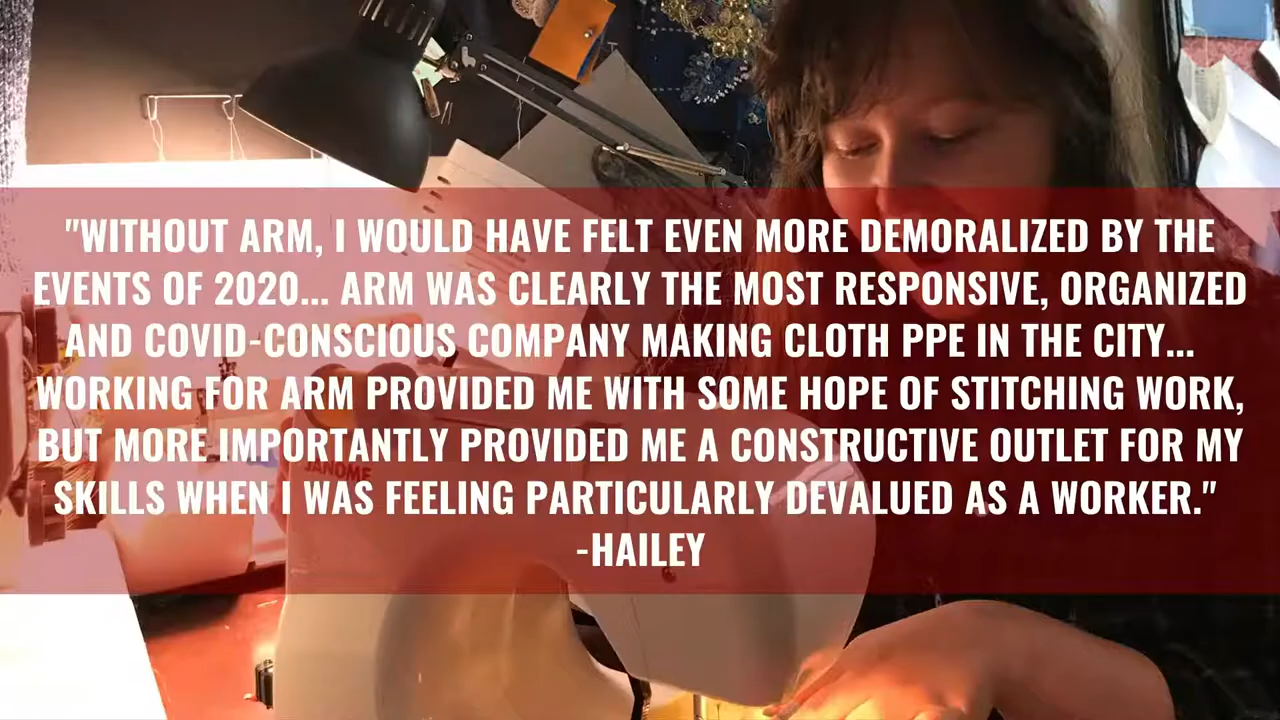 "WITHOUT ARM, I WOULD HAVE FELT EVEN MORE DEMORALIZED BY THE
EVENTS OF 2020... ARM WAS CLEARLY THE MOST RESPONSIVE, ORGANIZED
AND COVID-CONSCIOUS COMPANY MAKING CLOTH PPE IN THE CITY...
WORKING FOR ARM PROVIDED ME WITH SOME HOPE OF STITCHING WORK,
BUT MORE IMPORTANTLY PROVIDED ME A CONSTRUCTIVE OUTLET FOR MY
SKILLS WHEN I WAS FEELING PARTICULARLY DEVALUED AS A WORKER."
-HAILEY
JANOME